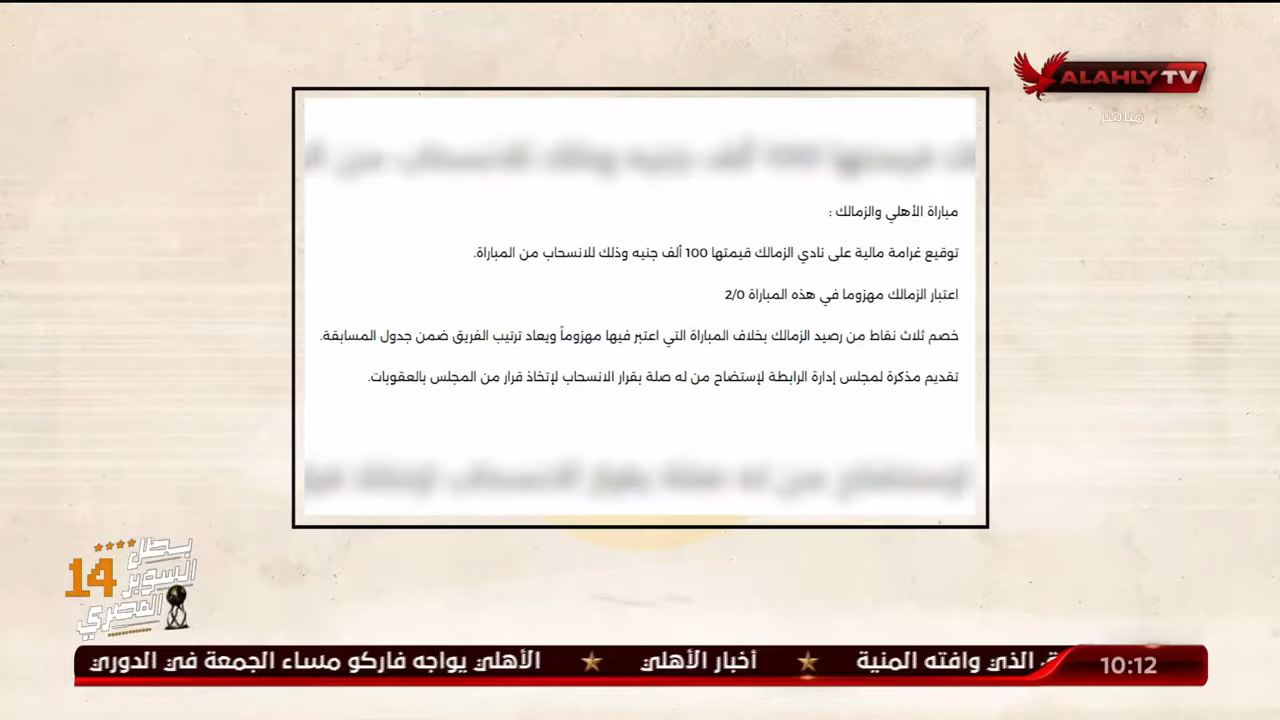 ALAHLY TV
مباشر
مباراة الأهلي والزمالك :
توقيع غرامة مالية على نادي الزمالك قيمتها 100 ألف جنيه وذلك للانسحاب من المباراة.
اعتبار الزمالك مهزوما في هذه المباراة 2/0
خصم ثلاث نقاط من رصيد الزمالك بخلاف المباراة التي اعتبر فيها مهزوماً ويعاد ترتيب الفريق ضمن جدول المسابقة.
تقديم مذكرة لمجلس إدارة الرابطة لإستضاح من له صلة بقرار الانسحاب لإتخاذ قرار من المجلس بالعقوبات.
بطل
السوبر 14
المصري
10:12 الذي وافته المنية ★ أخبار الأهلي ★ الأهلي يواجه فاركو مساء الجمعة في الدوري